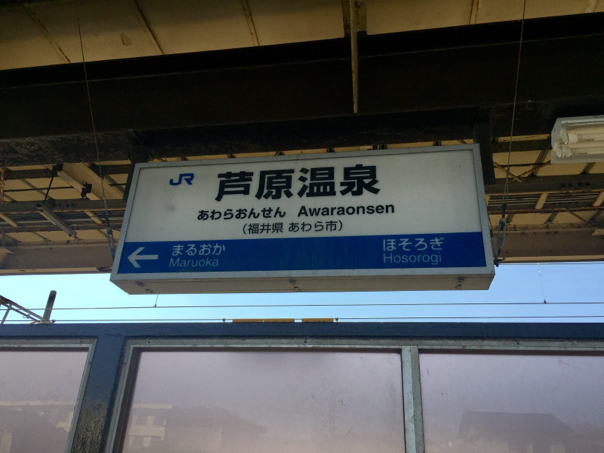 JR 芦原温泉
あわらおんせん Awaraonsen
(福井県 あわら市)
← まるおか ほそろぎ
Maruoka Hosorogi